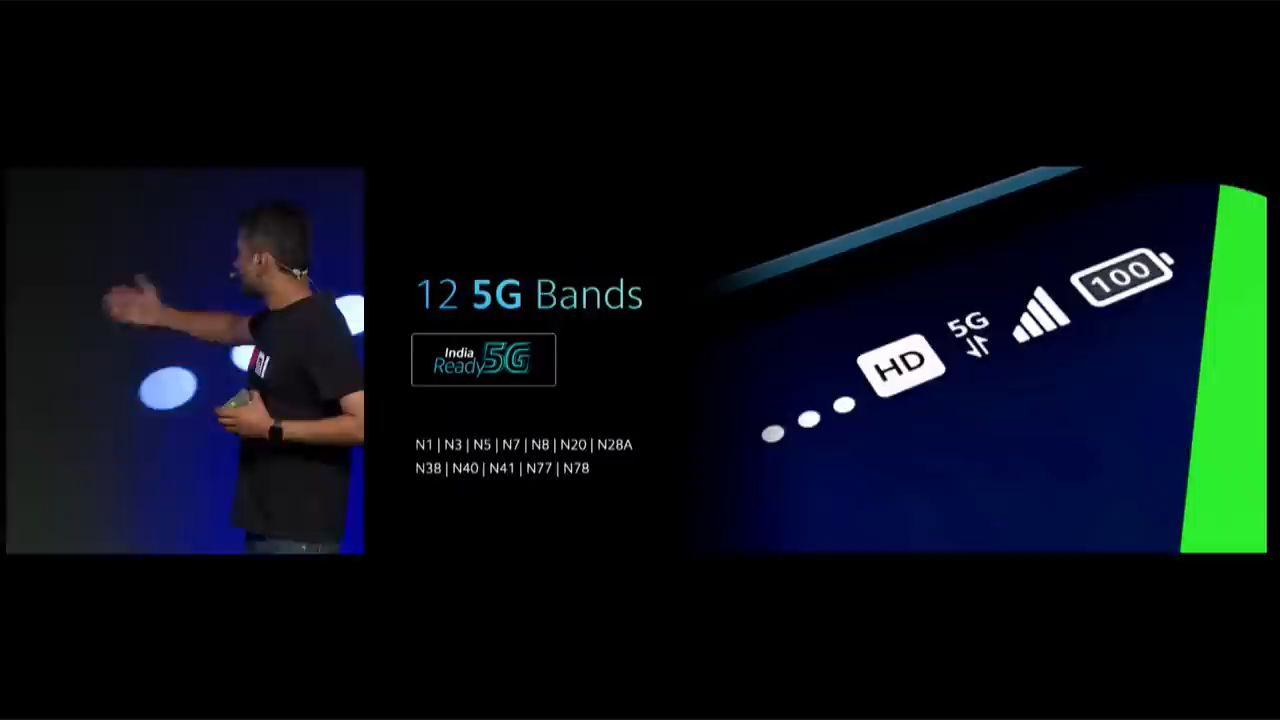 12 5G Bands
India
Ready 5G
N1 | N3 | N5 | N7 | N8 | N20 | N28A
N38 | N40 | N41 | N77 | N78
HD
5G
100